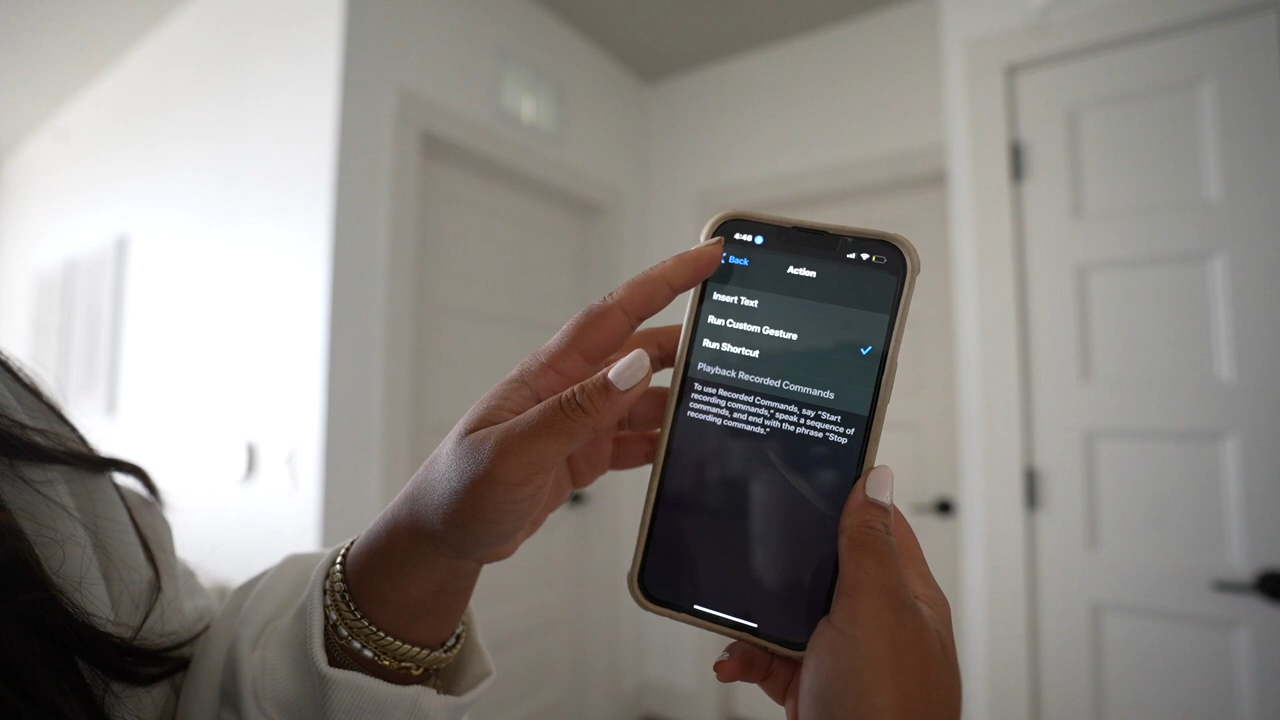 4:46
Back
Action
Insert Text
Run Custom Gesture
Run Shortcut
Playback Recorded Commands
To use Recorded Commands, say “Start
recording commands,” speak a sequence of
commands, and end with the phrase “Stop
recording commands.”